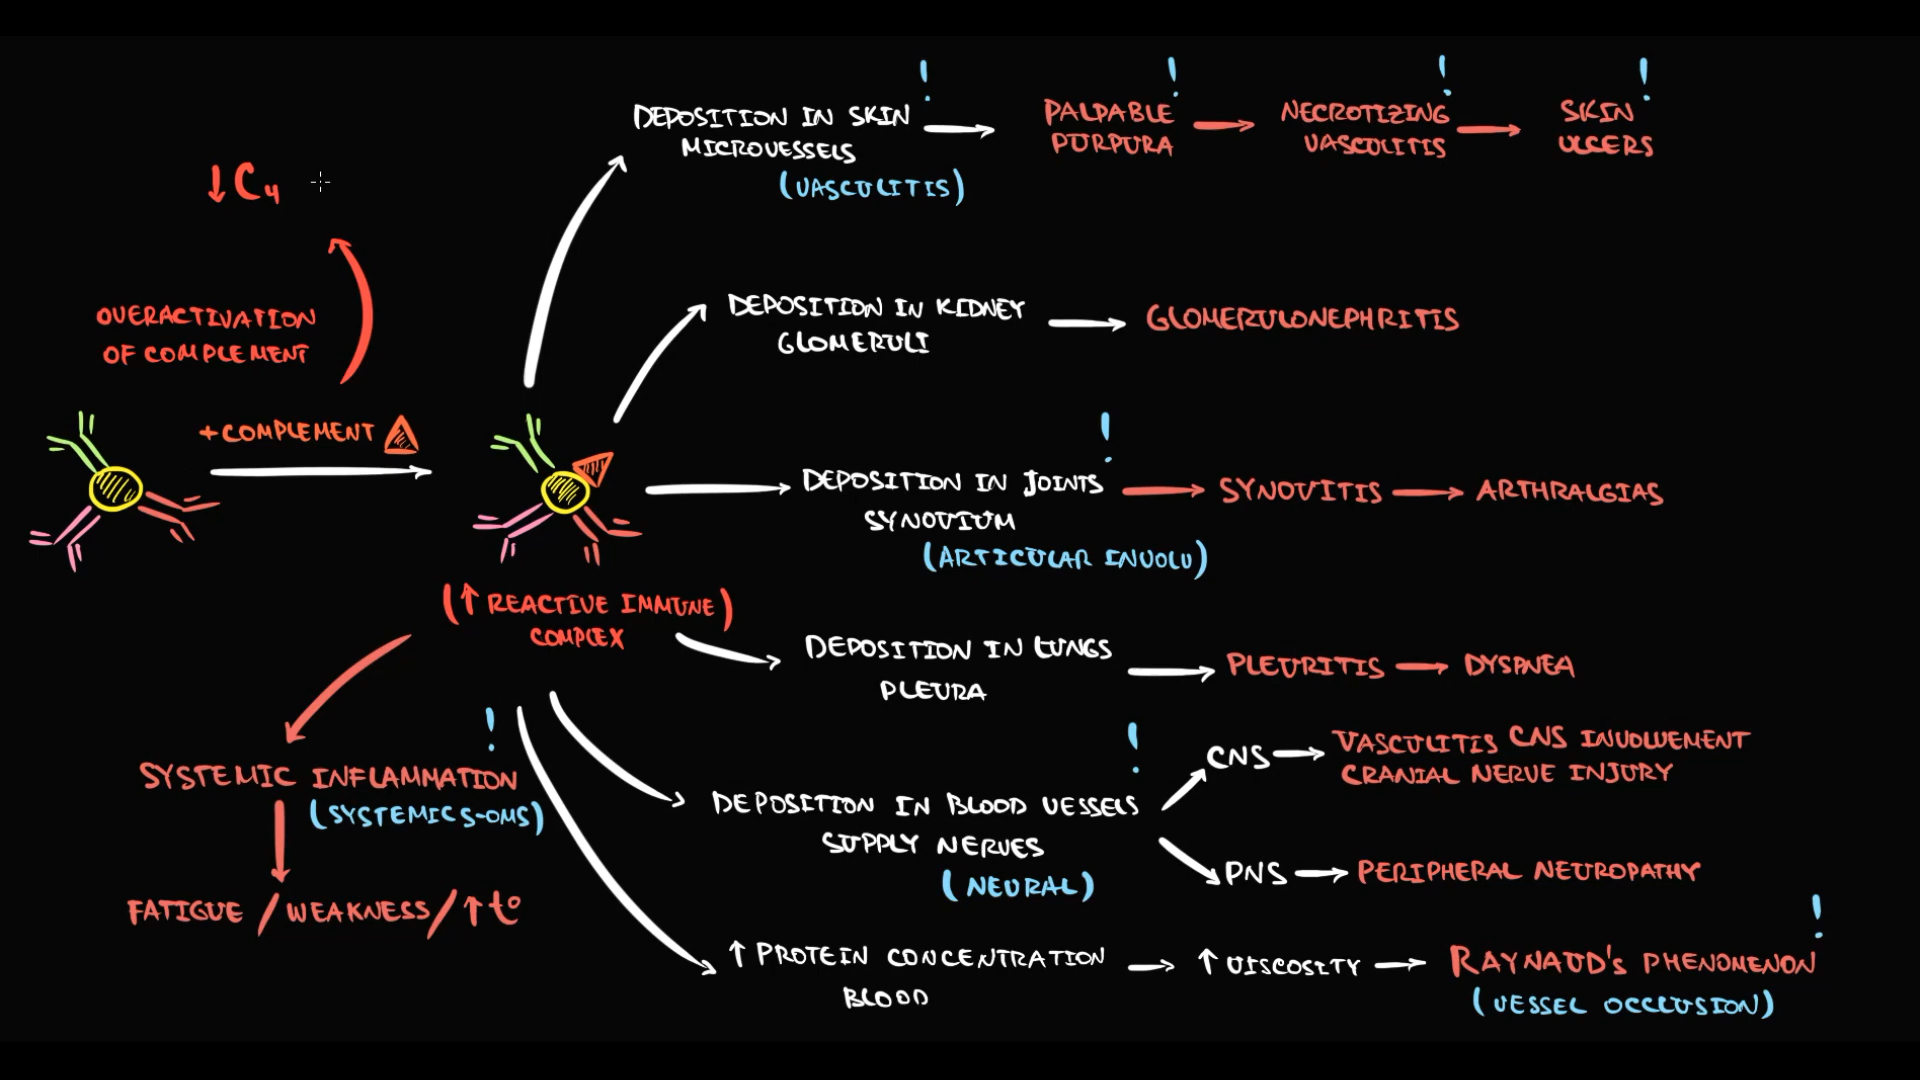 ↓C4
OVERACTIVATION
OF COMPLEMENT
+COMPLEMENT
(↑ REACTIVE IMMUNE)
COMPLEX
SYSTEMIC INFLAMMATION !
(SYSTEMIC S-OMS)
FATIGUE / WEAKNESS / ↑ t°
DEPOSITION IN SKIN ! → PALPABLE ! → NECROTIZING ! → SKIN !
MICROVESSELS PURPURA VASCULITIS ULCERS
(VASCULITIS)
DEPOSITION IN KIDNEY → GLOMERULONEPHRITIS
GLOMERULI
DEPOSITION IN JOINTS ! → SYNOVITIS → ARTHRALGIAS
SYNOVIUM
(ARTICULAR INVOLV)
DEPOSITION IN LUNGS → PLEURITIS → DYSPNEA
PLEURA
DEPOSITION IN BLOOD VESSELS !
SUPPLY NERVES
(NEURAL)
CNS → VASCULITIS CNS INVOLVEMENT
CRANIAL NERVE INJURY
PNS → PERIPHERAL NEUROPATHY
↑ PROTEIN CONCENTRATION → ↑ VISCOSITY → RAYNAUD'S PHENOMENON !
BLOOD
(VESSEL OCCLUSION)